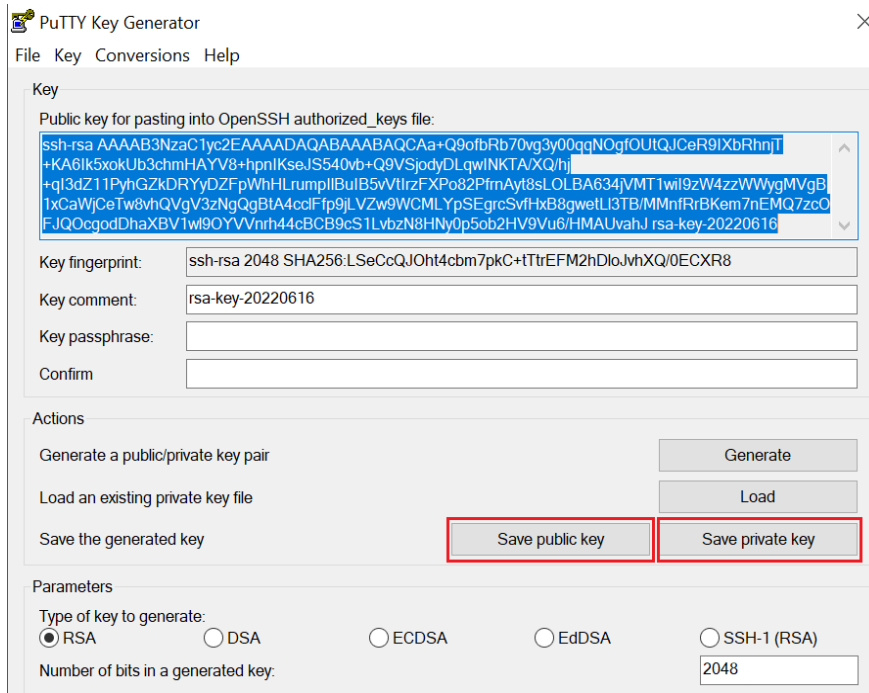 PuTTY Key Generator
File Key Conversions Help
Key
Public key for pasting into OpenSSH authorized_keys file:
ssh-rsa AAAAB3NzaC1yc2EAAAADAQABAAABAQCAa+Q9ofbRb70vg3y00qqNOgfOUtQJCeR9IXbRhnjT
+KA6Ik5xokUb3chmHAYV8+hpnIKseJS540vb+Q9VSjodyDLqwINKTA/XQ/hj
+qI3dZ11PyhGZkDRYyDZFpWhHLrumpIIBuIB5vVtIrzFXPo82PfrnAyt8sLOLBA634jVMT1wiI9zW4zzWWygMVgB
1xCaWjCeTw8vhQVgV3zNgQgBtA4cclFfp9jLVZw9WCMLYpSEgrcSvfHxB8gwetLl3TB/MMnfRrBKem7nEMQ7zcO
FJQOcgodDhaXBV1wl9OYVVnrh44cBCB9cS1LvbzN8HNy0p5ob2HV9Vu6/HMAUvahJ rsa-key-20220616
Key fingerprint: ssh-rsa 2048 SHA256:LSeCcQJOht4cbm7pkC+tTtrEFM2hDloJvhXQ/0ECXR8
Key comment: rsa-key-20220616
Key passphrase:
Confirm
Actions
Generate a public/private key pair Generate
Load an existing private key file Load
Save the generated key Save public key Save private key
Parameters
Type of key to generate:
RSA DSA ECDSA EdDSA SSH-1 (RSA)
Number of bits in a generated key: 2048